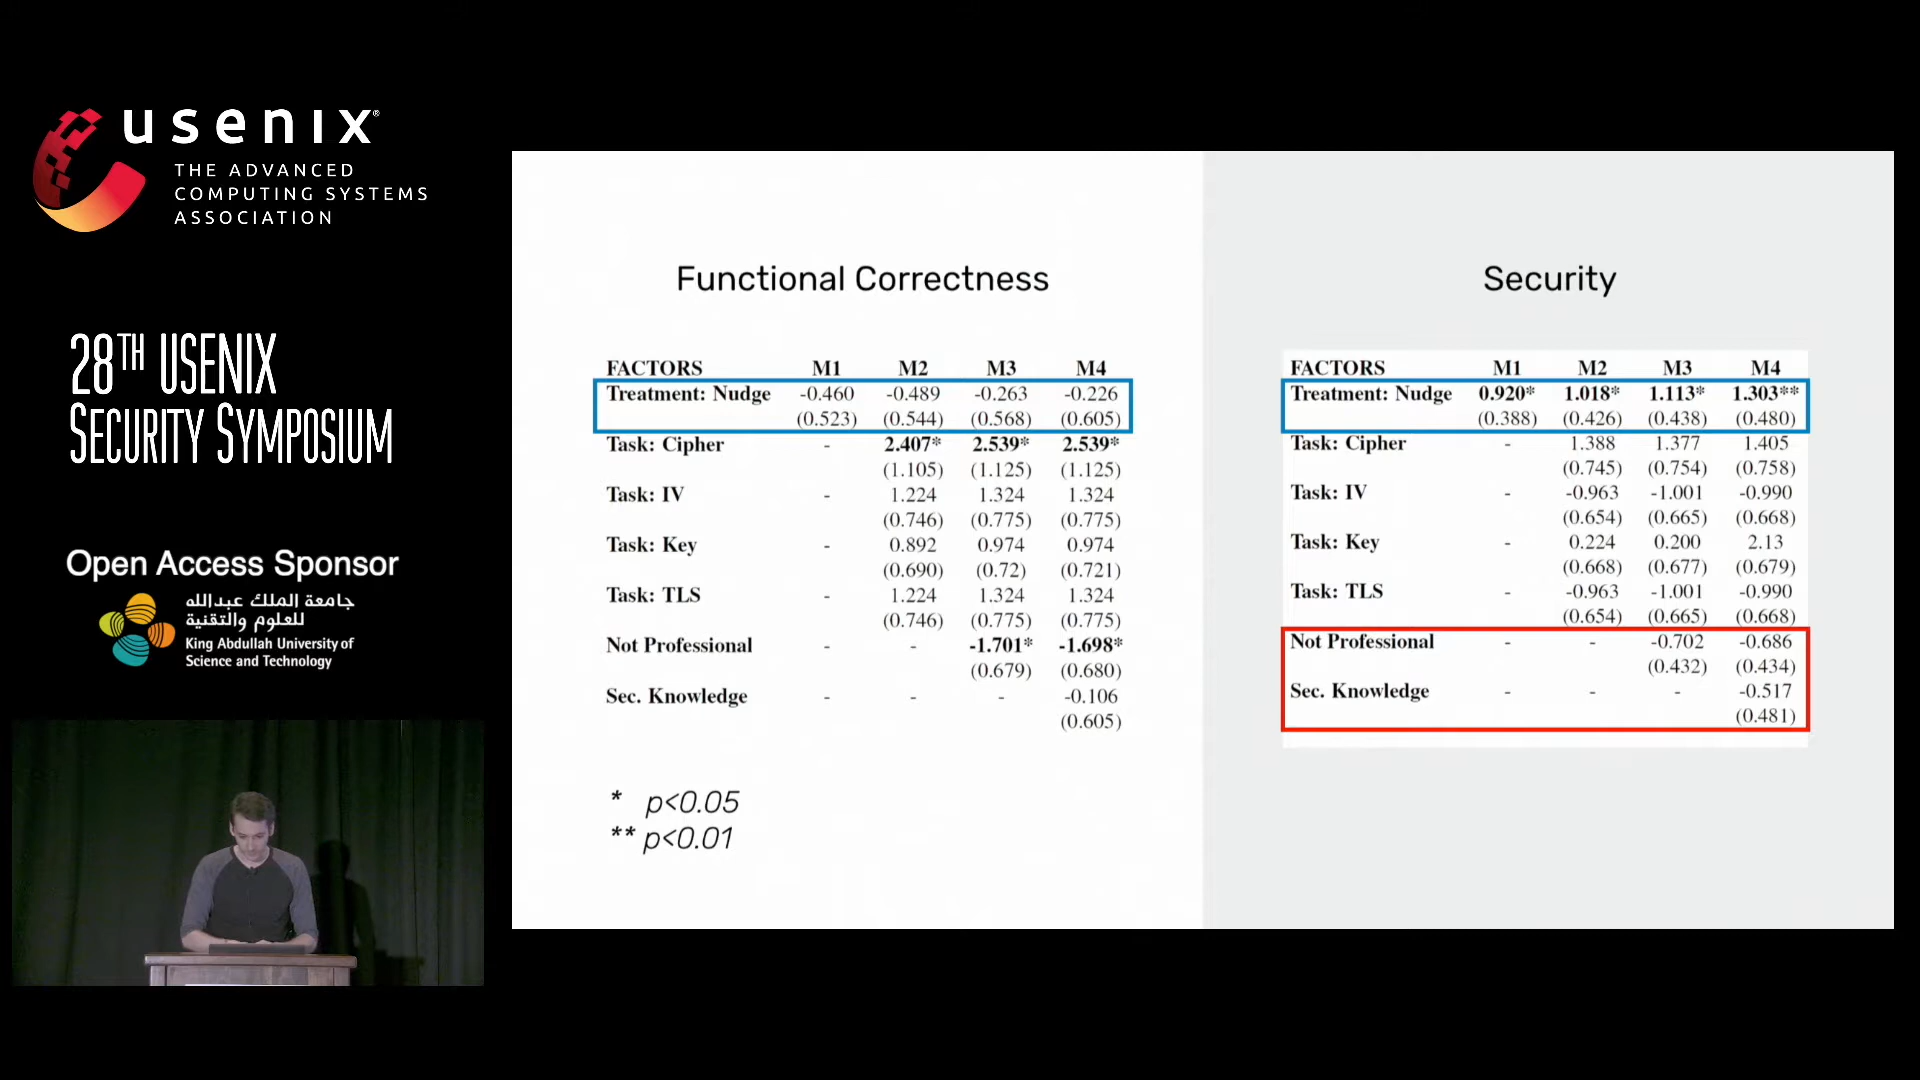 usenix®
THE ADVANCED
COMPUTING SYSTEMS
ASSOCIATION
28TH USENIX
SECURITY SYMPOSIUM
Open Access Sponsor
جامعة الملك عبدالله
للعلوم والتقنية
King Abdullah University of
Science and Technology
Functional Correctness
FACTORS M1 M2 M3 M4
Treatment: Nudge -0.460 -0.489 -0.263 -0.226
(0.523) (0.544) (0.568) (0.605)
Task: Cipher - 2.407* 2.539* 2.539*
(1.105) (1.125) (1.125)
Task: IV - 1.224 1.324 1.324
(0.746) (0.775) (0.775)
Task: Key - 0.892 0.974 0.974
(0.690) (0.72) (0.721)
Task: TLS - 1.224 1.324 1.324
(0.746) (0.775) (0.775)
Not Professional - - -1.701* -1.698*
(0.679) (0.680)
Sec. Knowledge - - - -0.106
(0.605)
* p<0.05
** p<0.01
Security
FACTORS M1 M2 M3 M4
Treatment: Nudge 0.920* 1.018* 1.113* 1.303**
(0.388) (0.426) (0.438) (0.480)
Task: Cipher - 1.388 1.377 1.405
(0.745) (0.754) (0.758)
Task: IV - -0.963 -1.001 -0.990
(0.654) (0.665) (0.668)
Task: Key - 0.224 0.200 2.13
(0.668) (0.677) (0.679)
Task: TLS - -0.963 -1.001 -0.990
(0.654) (0.665) (0.668)
Not Professional - - -0.702 -0.686
(0.432) (0.434)
Sec. Knowledge - - - -0.517
(0.481)